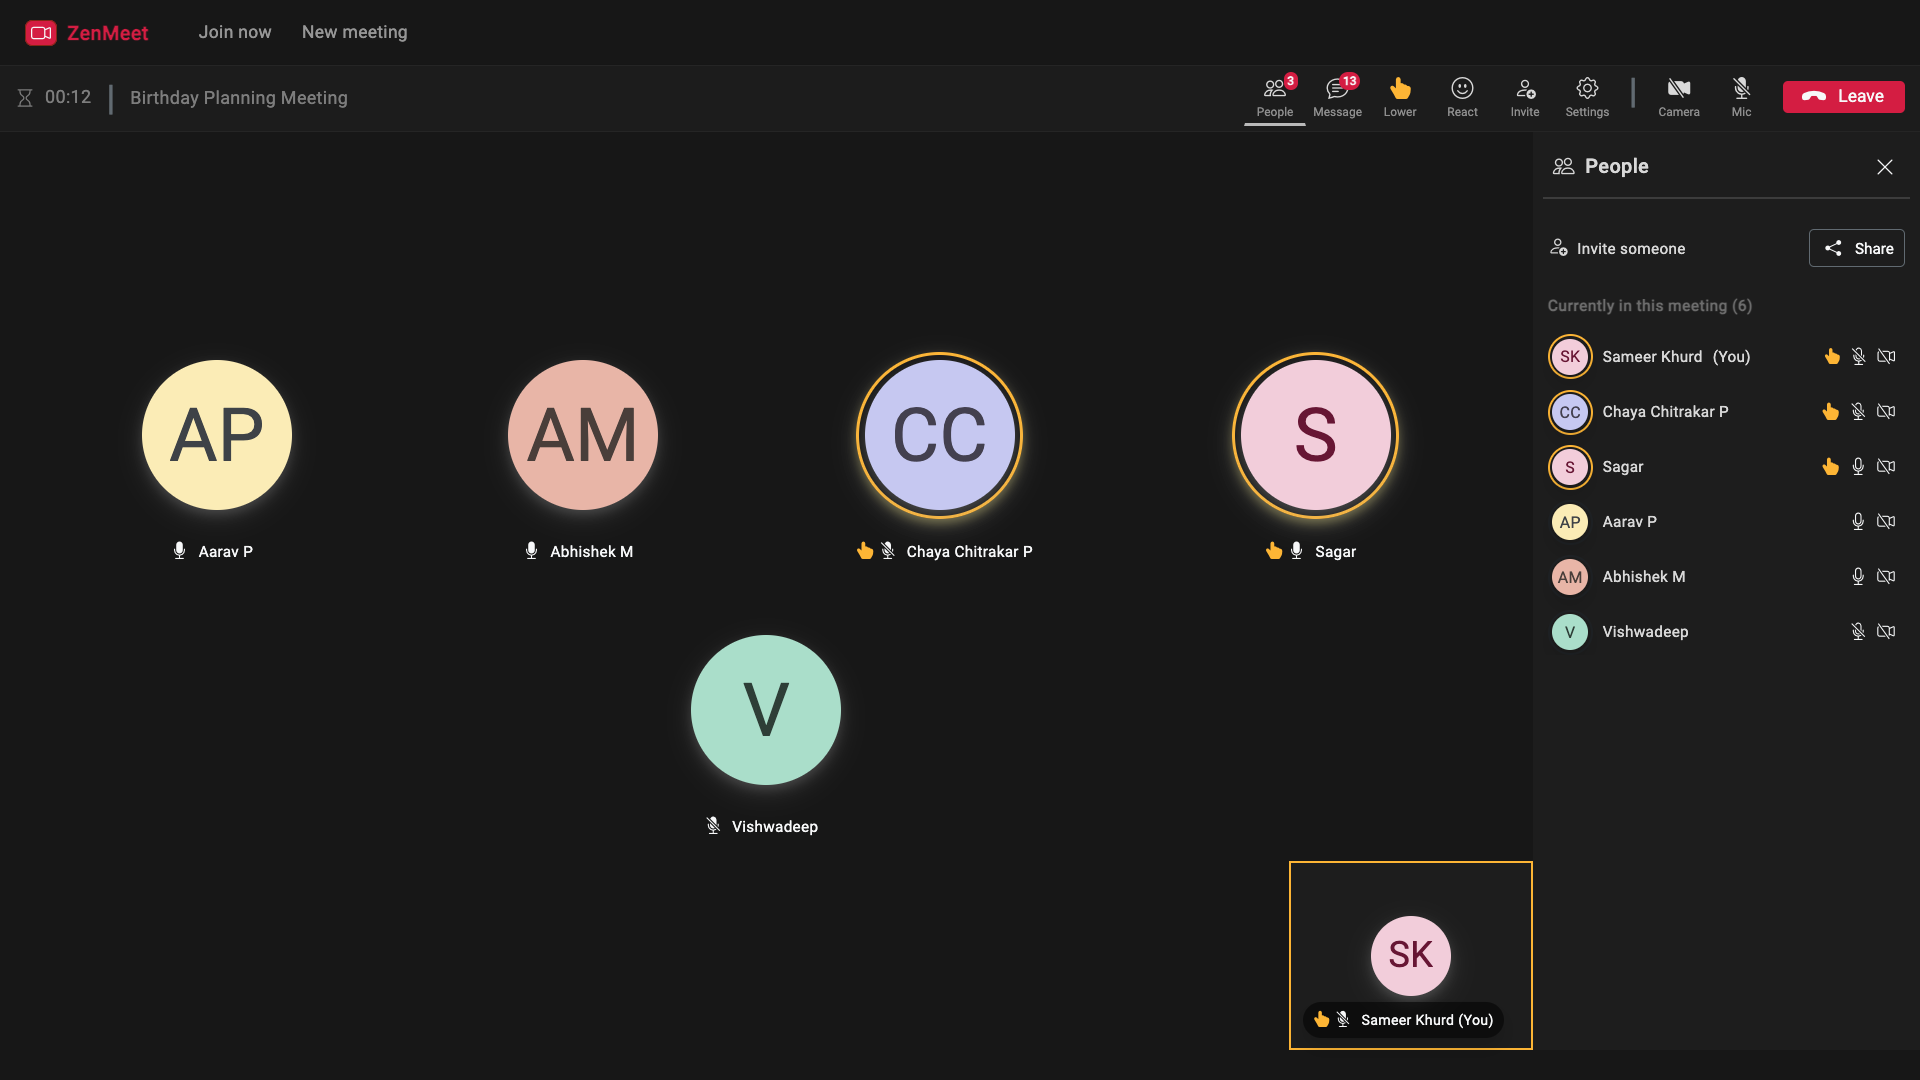 ZenMeet
Join now
New meeting
00:12
Birthday Planning Meeting
3
People
13
Message
Lower
React
Invite
Settings
Camera
Mic
Leave
People
Invite someone
Share
Currently in this meeting (6)
SK Sameer Khurd (You)
CC Chaya Chitrakar P
S Sagar
AP Aarav P
AM Abhishek M
V Vishwadeep
AP
Aarav P
AM
Abhishek M
CC
Chaya Chitrakar P
S
Sagar
V
Vishwadeep
SK
Sameer Khurd (You)